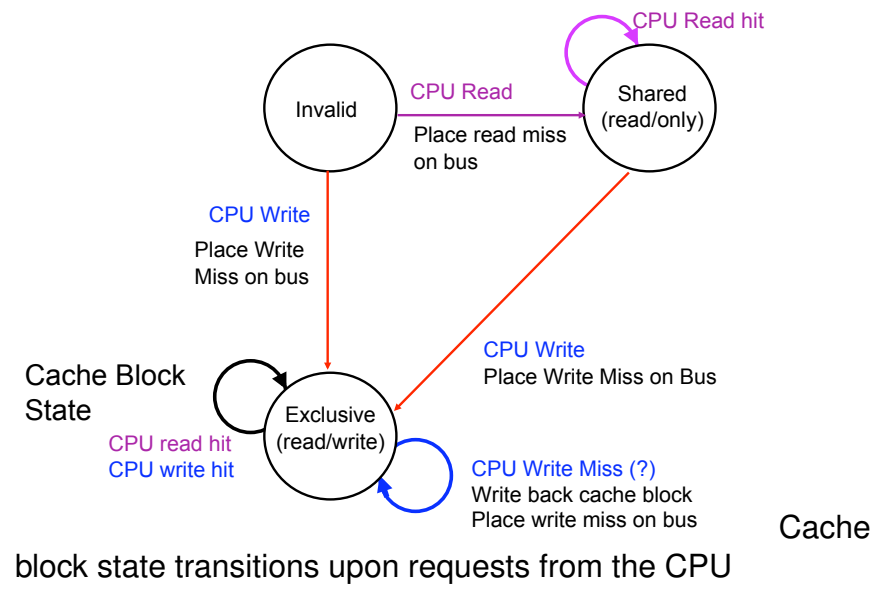 CPU Read hit
Invalid
CPU Read
Shared
(read/only)
Place read miss
on bus
CPU Write
Place Write
Miss on bus
CPU Write
Place Write Miss on Bus
Cache Block
State
Exclusive
(read/write)
CPU read hit
CPU write hit
CPU Write Miss (?)
Write back cache block
Place write miss on bus
Cache
block state transitions upon requests from the CPU